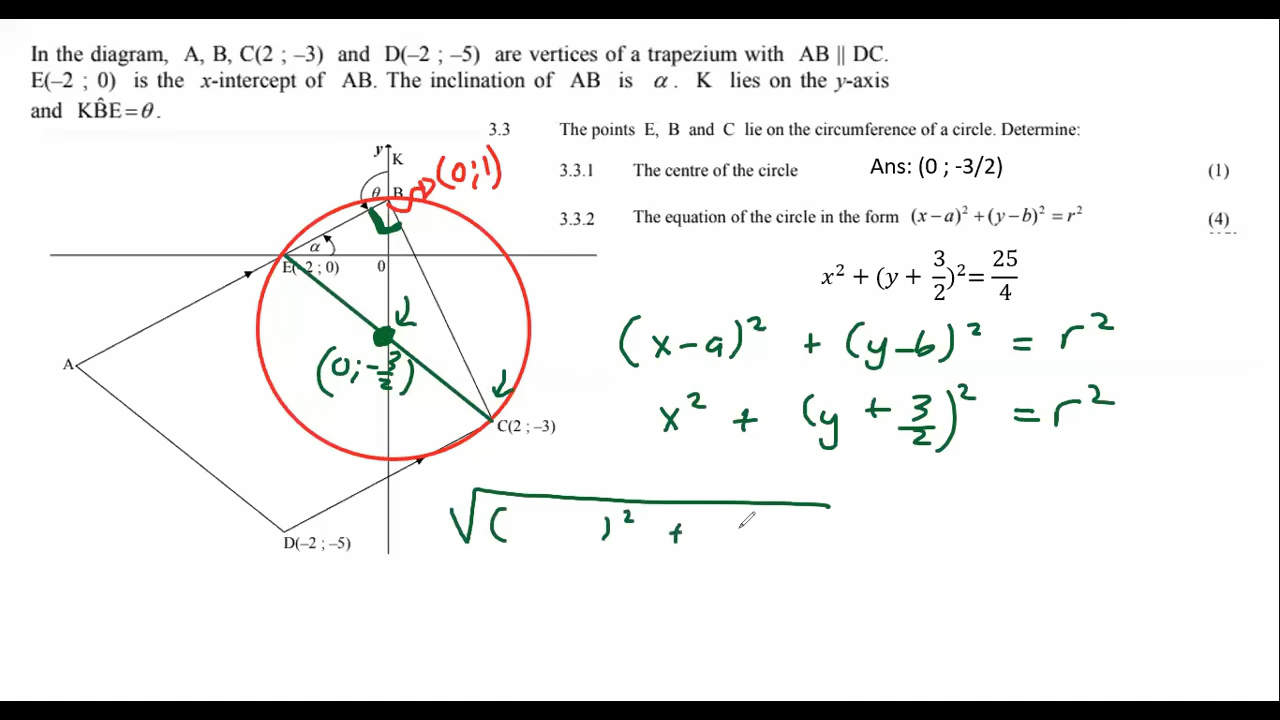 In the diagram, A, B, C(2 ; –3) and D(–2 ; –5) are vertices of a trapezium with AB || DC.
E(–2 ; 0) is the x-intercept of AB. The inclination of AB is α. K lies on the y-axis
and KB̂E = θ.
3.3 The points E, B and C lie on the circumference of a circle. Determine:
3.3.1 The centre of the circle Ans: (0 ; -3/2) (1)
3.3.2 The equation of the circle in the form (x – a)² + (y – b)² = r² (4)
x² + (y + 3/2)² = 25/4
(x – a)² + (y – b)² = r²
x² + (y + 3/2)² = r²
√( )² +
y
K
(0;1)
θ
B
α
E(–2 ; 0)
0
A
(0; -3/2)
C(2 ; –3)
D(–2 ; –5)